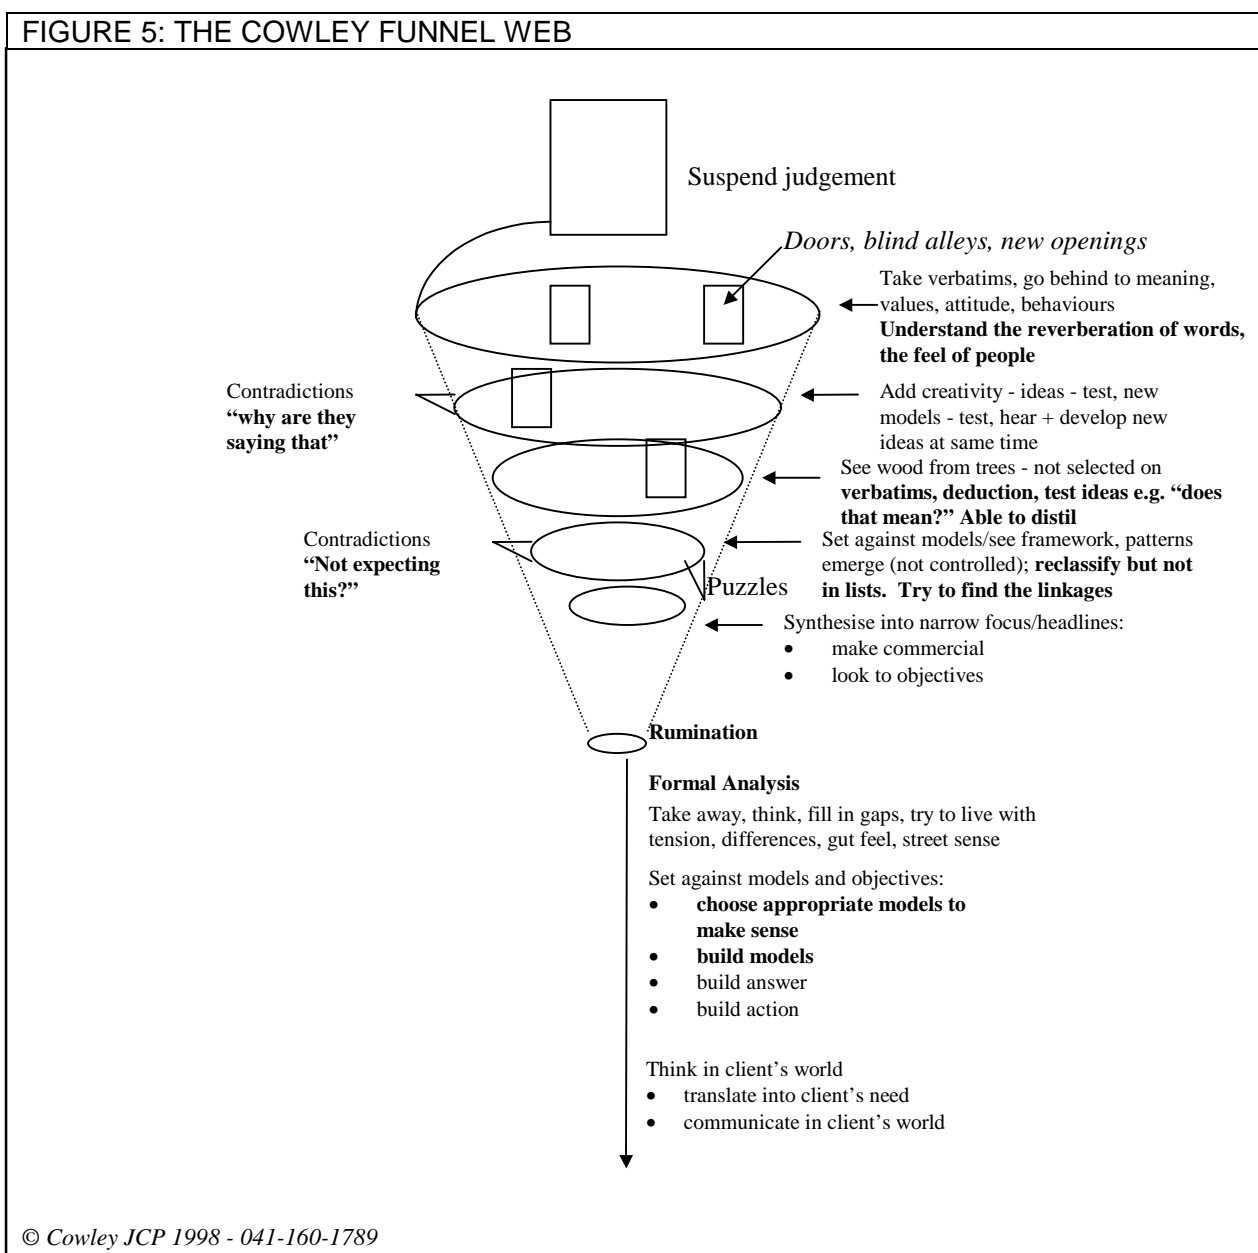 FIGURE 5: THE COWLEY FUNNEL WEB
Suspend judgement
Doors, blind alleys, new openings
Take verbatims, go behind to meaning,
values, attitude, behaviours
Understand the reverberation of words,
the feel of people
Contradictions
“why are they
saying that”
Add creativity - ideas - test, new
models - test, hear + develop new
ideas at same time
See wood from trees - not selected on
verbatims, deduction, test ideas e.g. “does
that mean?” Able to distil
Contradictions
“Not expecting
this?”
Set against models/see framework, patterns
emerge (not controlled); reclassify but not
in lists. Try to find the linkages
Puzzles
Synthesise into narrow focus/headlines:
• make commercial
• look to objectives
Rumination
Formal Analysis
Take away, think, fill in gaps, try to live with
tension, differences, gut feel, street sense
Set against models and objectives:
• choose appropriate models to
make sense
• build models
• build answer
• build action
Think in client’s world
• translate into client’s need
• communicate in client’s world
© Cowley JCP 1998 - 041-160-1789